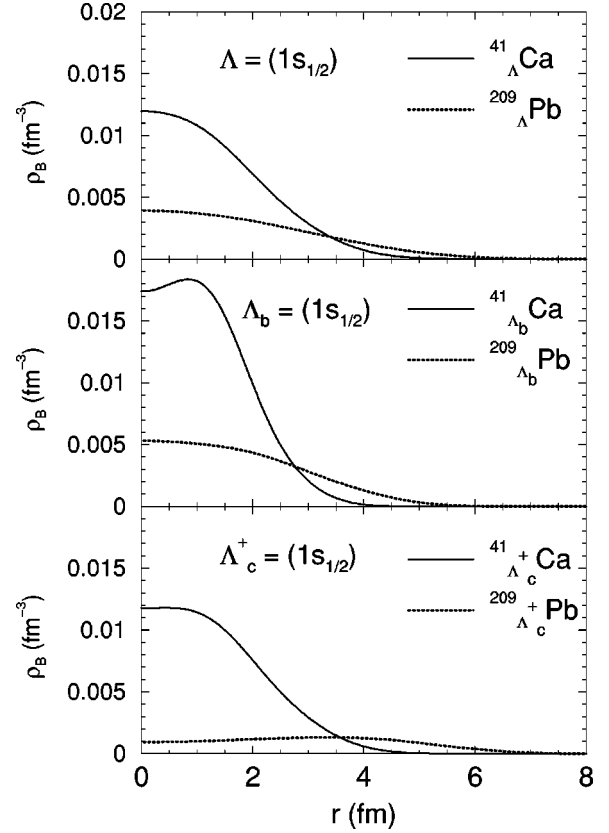 0.02
Λ = (1s₁/₂)
⁴¹ΛCa
²⁰⁹ΛPb
0.015
0.01
0.005
0
ρB (fm⁻³)
Λb = (1s₁/₂)
⁴¹ΛbCa
²⁰⁹ΛbPb
0.015
0.01
0.005
0
ρB (fm⁻³)
Λ⁺c = (1s₁/₂)
⁴¹Λ⁺cCa
²⁰⁹Λ⁺cPb
0.015
0.01
0.005
0
ρB (fm⁻³)
0 2 4 6 8
r (fm)